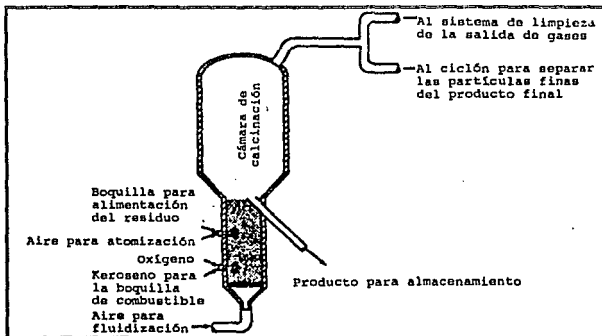 Al sistema de limpieza
de la salida de gases
Al ciclón para separar
las partículas finas
del producto final
Cámara de
calcinación
Boquilla para
alimentación
del residuo
Aire para atomización
Oxígeno
Keroseno para
la boquilla
de combustible
Aire para
fluidización
Producto para almacenamiento